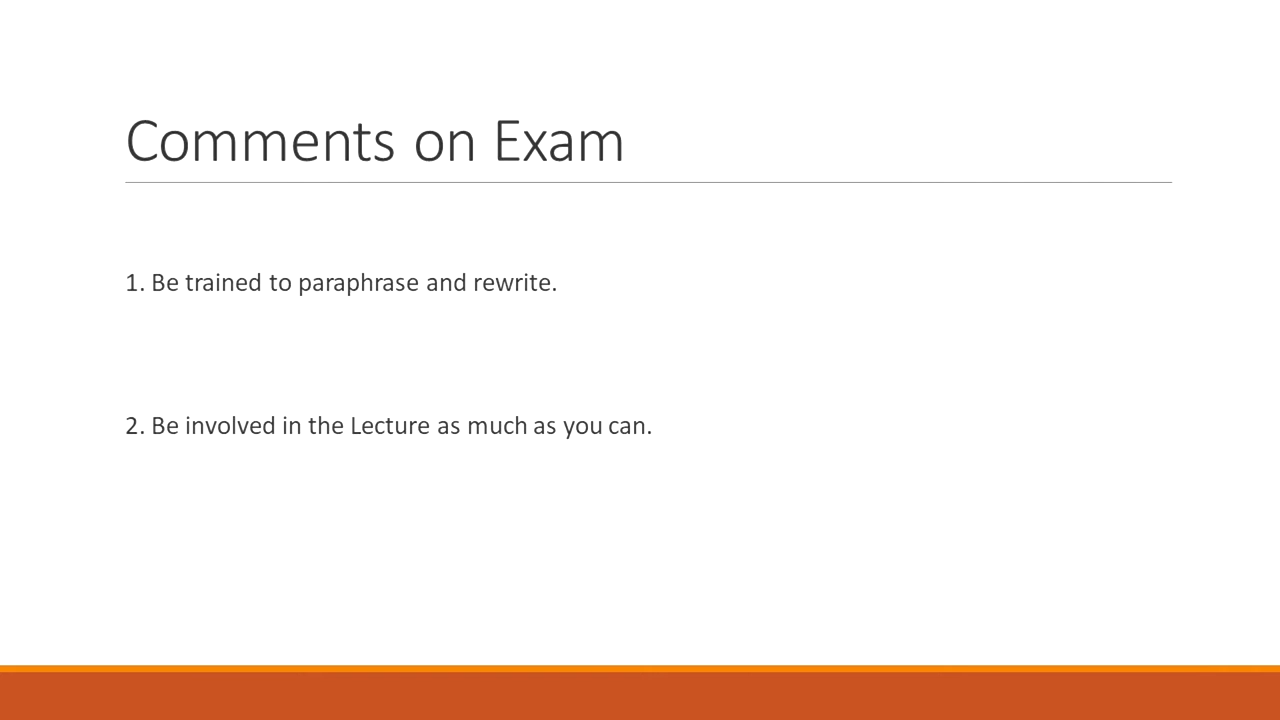 Comments on Exam
1. Be trained to paraphrase and rewrite.
2. Be involved in the Lecture as much as you can.